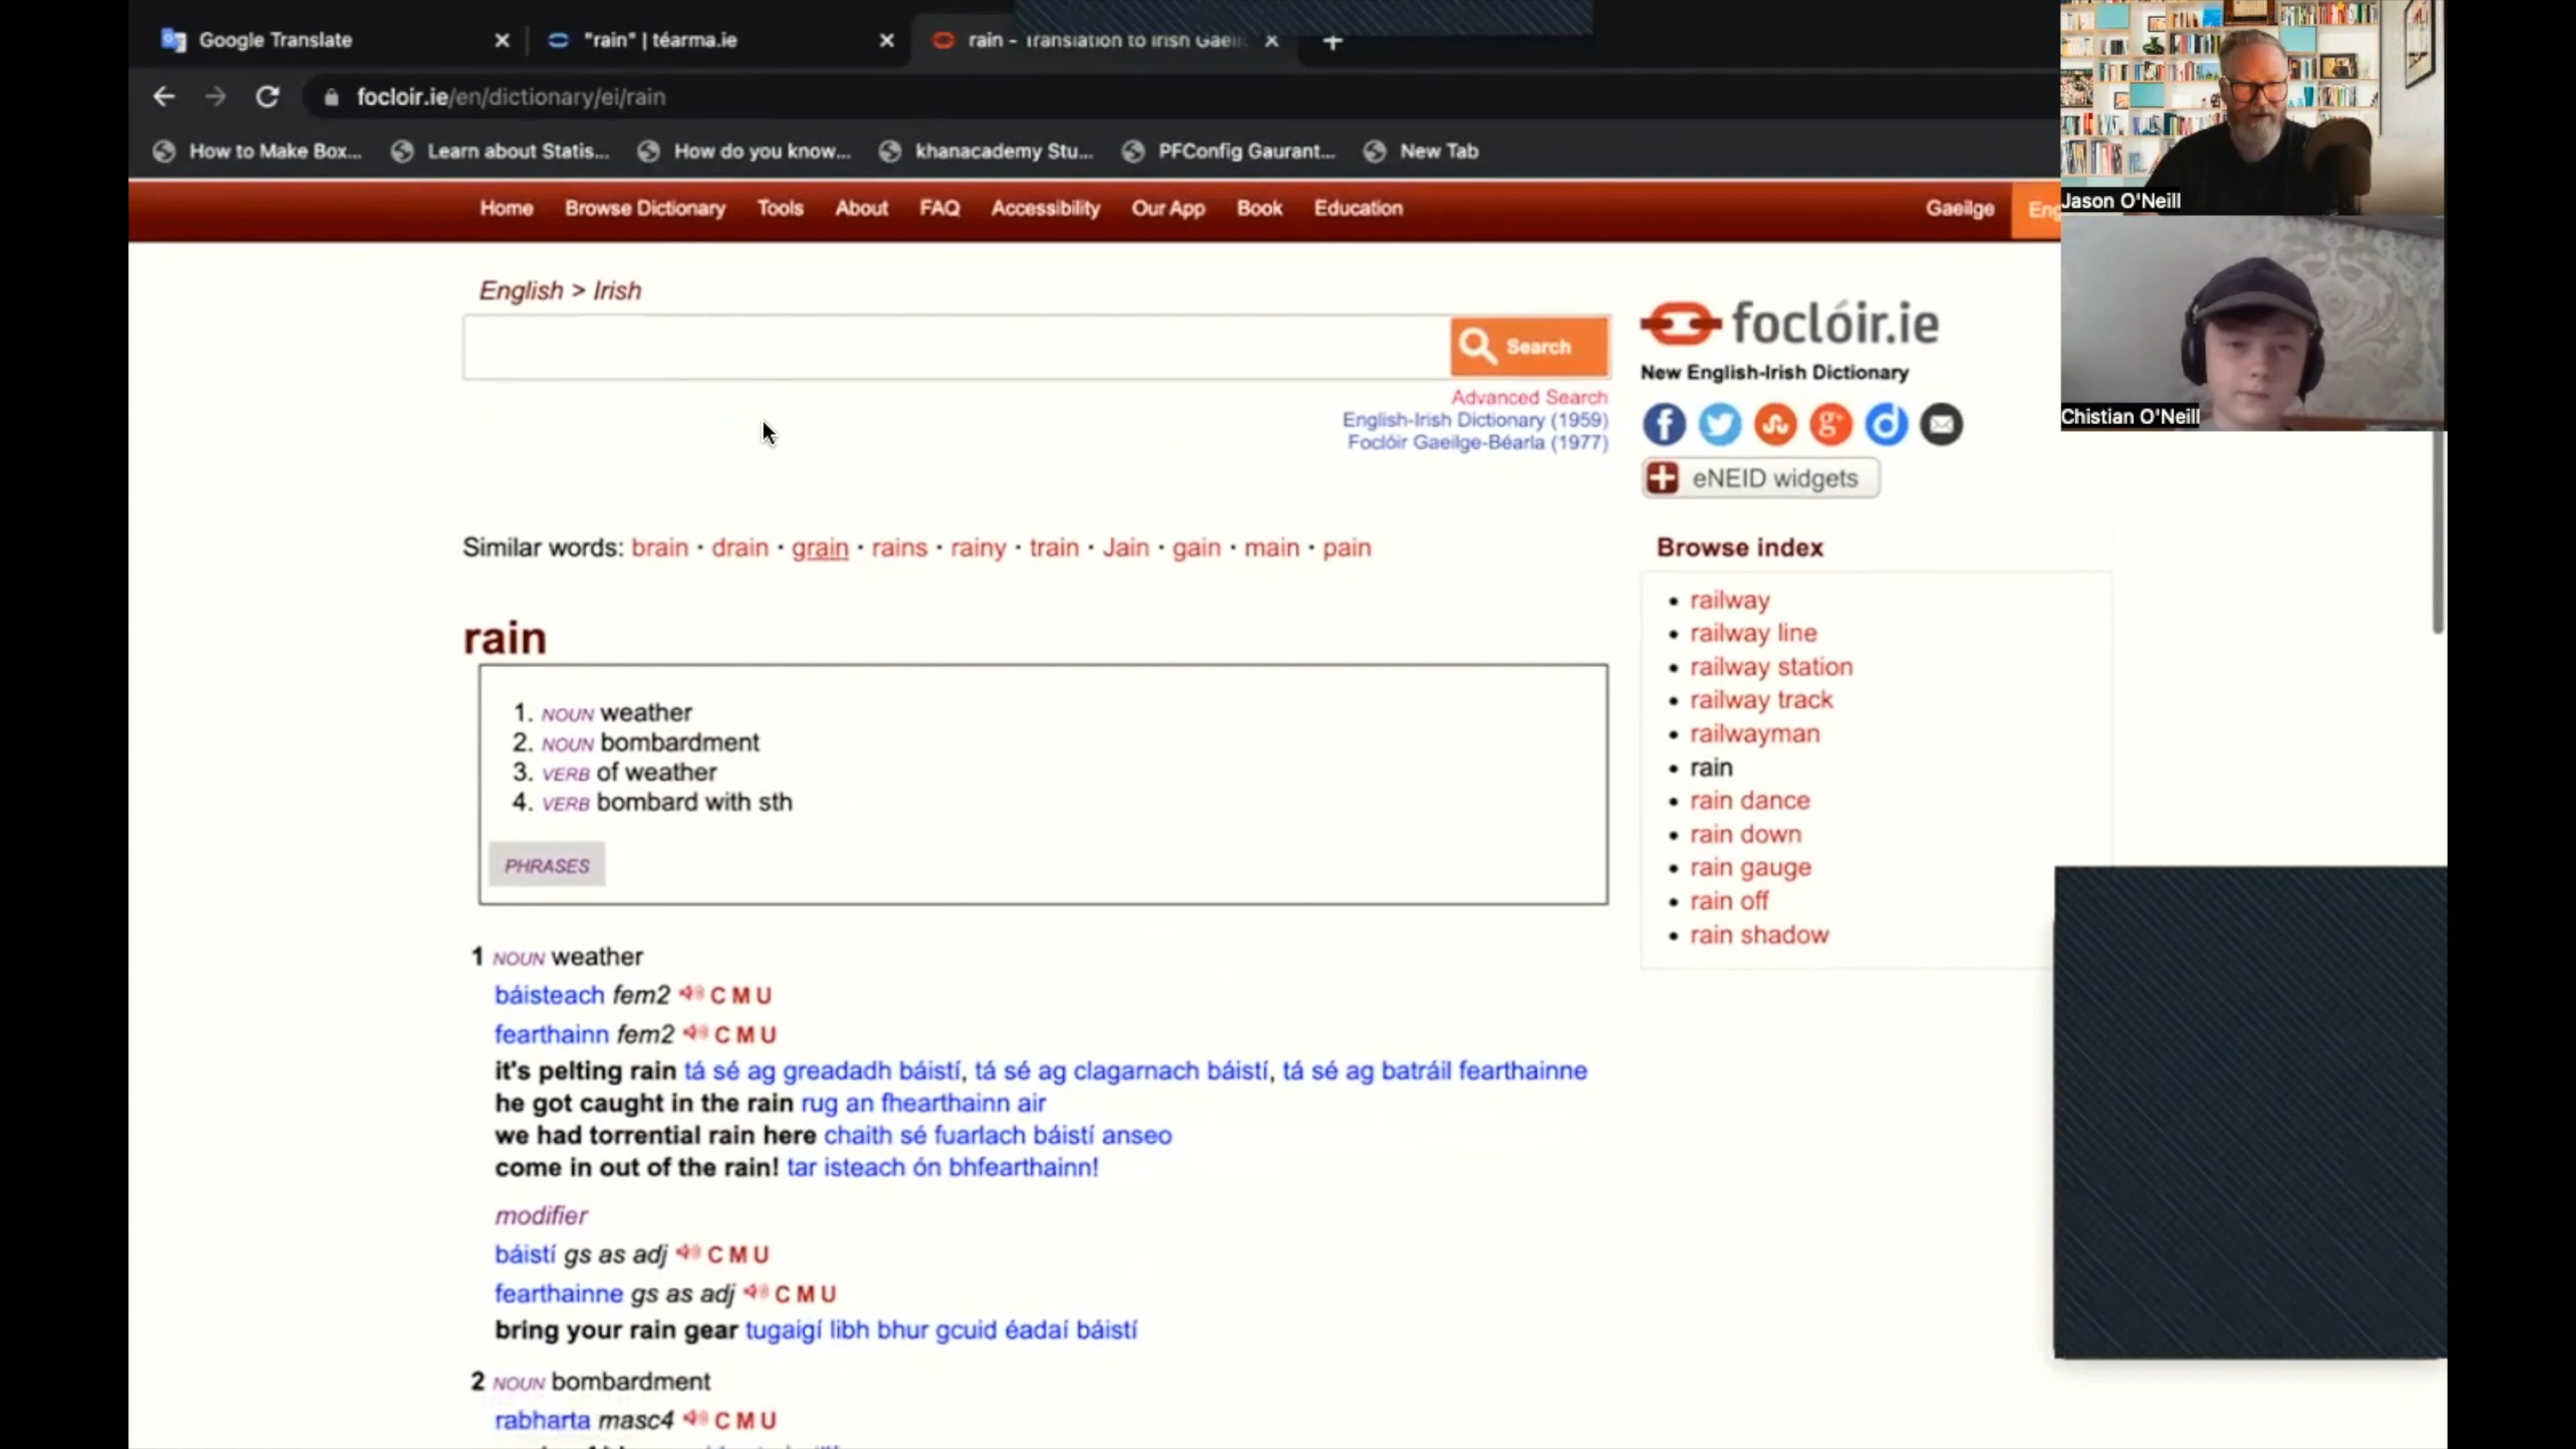 Google Translate
"rain" | téarma.ie
rain - Translation to Irish Gaeli
focloir.ie/en/dictionary/ei/rain
How to Make Box...
Learn about Statis...
How do you know...
khanacademy Stu...
PFConfig Gaurant...
New Tab
Home Browse Dictionary Tools About FAQ Accessibility Our App Book Education Gaeilge Eng
Jason O'Neill
Chistian O'Neill
English > Irish
Search
Advanced Search
English-Irish Dictionary (1959)
Foclóir Gaeilge-Béarla (1977)
foclóir.ie
New English-Irish Dictionary
eNEID widgets
Similar words: brain · drain · grain · rains · rainy · train · Jain · gain · main · pain
rain
1. NOUN weather
2. NOUN bombardment
3. VERB of weather
4. VERB bombard with sth
PHRASES
Browse index
railway
railway line
railway station
railway track
railwayman
rain
rain dance
rain down
rain gauge
rain off
rain shadow
1 NOUN weather
báisteach fem2 C M U
fearthainn fem2 C M U
it's pelting rain tá sé ag greadadh báistí, tá sé ag clagarnach báistí, tá sé ag batráil fearthainne
he got caught in the rain rug an fhearthainn air
we had torrential rain here chaith sé fuarlach báistí anseo
come in out of the rain! tar isteach ón bhfearthainn!
modifier
báistí gs as adj C M U
fearthainne gs as adj C M U
bring your rain gear tugaigí libh bhur gcuid éadaí báistí
2 NOUN bombardment
rabharta masc4 C M U